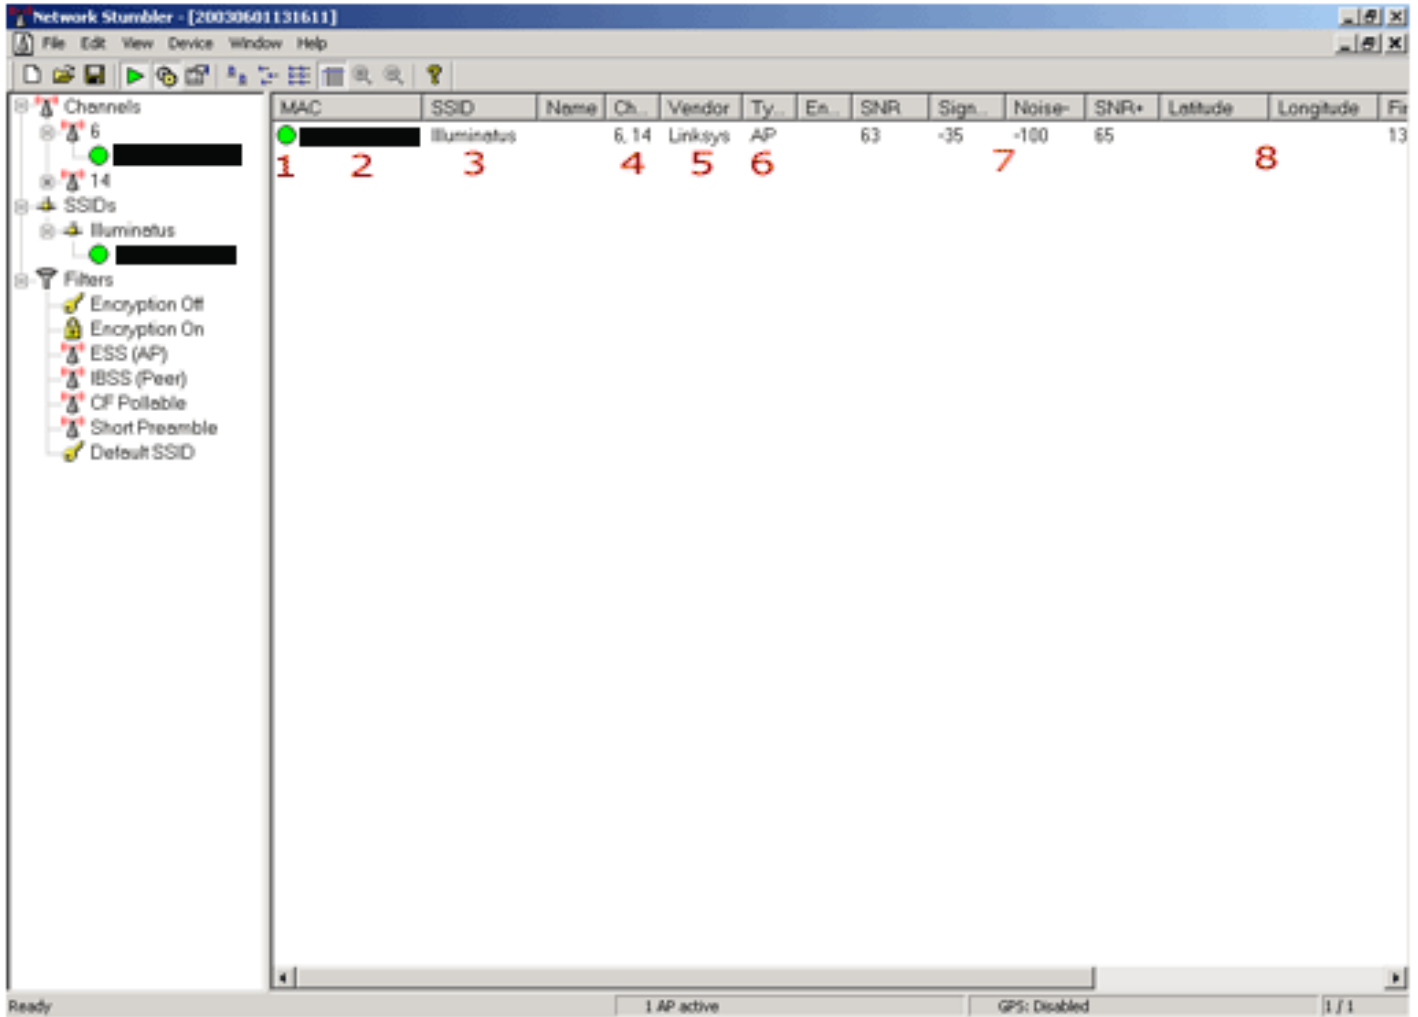 Network Stumbler - [20030601131611]
File Edit View Device Window Help
Channels
6
14
SSIDs
Illuminatus
Filters
Encryption Off
Encryption On
ESS (AP)
IBSS (Peer)
CF Pollable
Short Preamble
Default SSID
MAC SSID Name Ch... Vendor Ty... En... SNR Sign... Noise- SNR+ Latitude Longitude Fir
Illuminatus 6, 14 Linksys AP 63 -35 -100 65 13
1 2 3 4 5 6 7 8
Ready 1 AP active GPS: Disabled 1 / 1